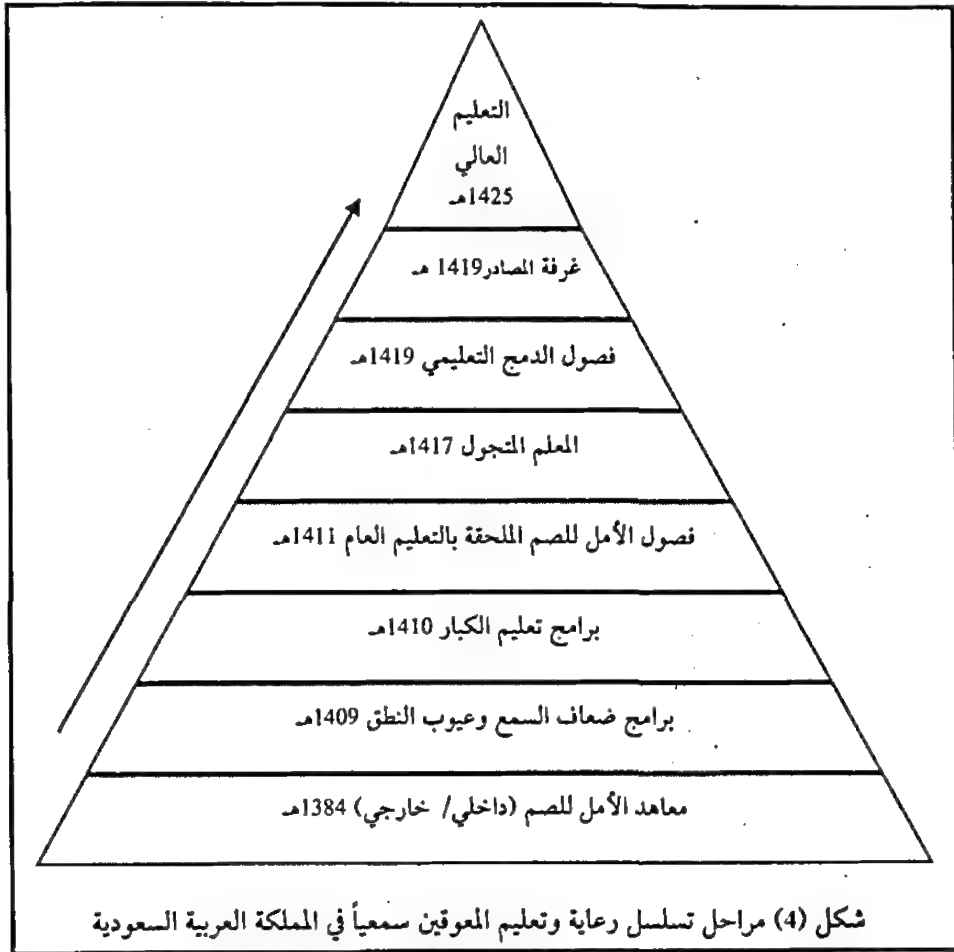 التعليم
العالي
1425هـ
غرفة المصادر1419 هـ
فصول الدمج التعليمي 1419هـ
المعلم المتجول 1417هـ
فصول الأمل للصم الملحقة بالتعليم العام 1411هـ
برامج تعليم الكبار 1410هـ
برامج ضعاف السمع وعيوب النطق 1409هـ
معاهد الأمل للصم (داخلي/ خارجي) 1384هـ
شكل (4) مراحل تسلسل رعاية وتعليم المعوقين سمعياً في المملكة العربية السعودية